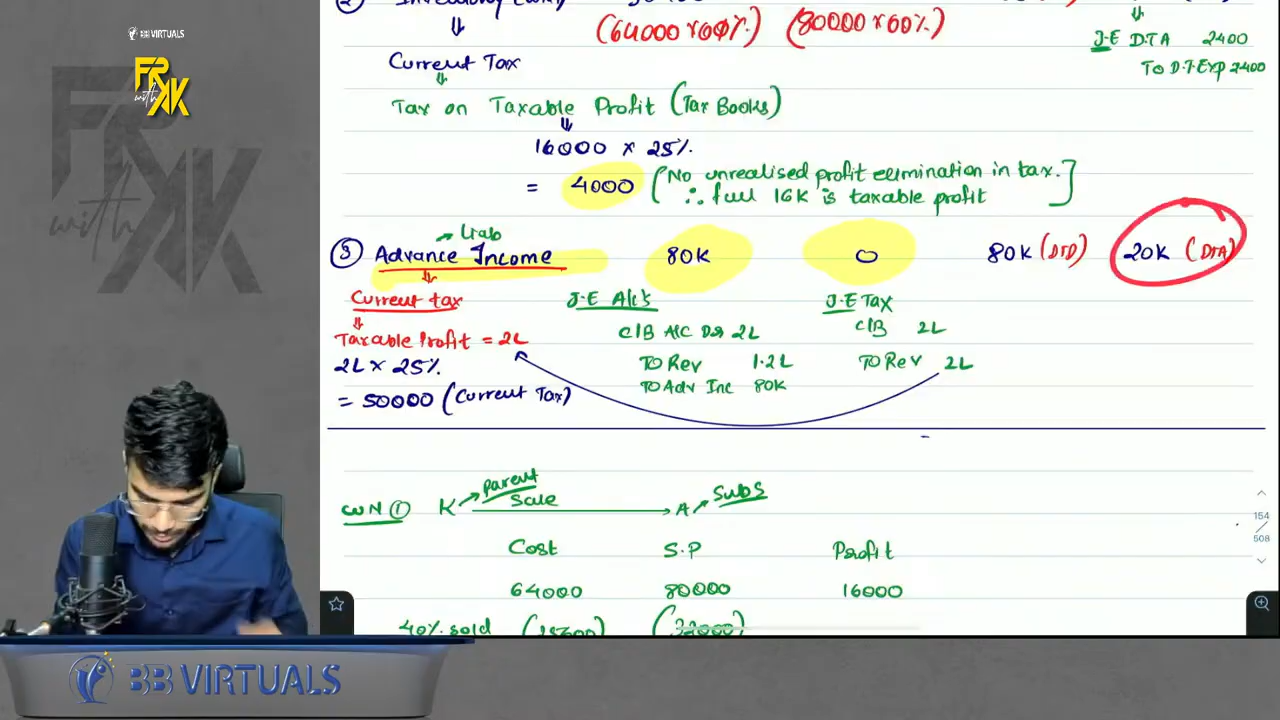 BB VIRTUALS
FR
with
AK
(64000 × 60%) (80000 × 60%)
J.E D.T.A 2400
To D.T.Exp 2400
Current Tax
Tax on Taxable Profit (Tax Books)
16000 × 25%
= 4000 (No unrealised profit elimination in tax.
∴ full 16K is taxable profit
→ Liab
③ Advance Income 80K 0 80K (DTD) 20K (DTA)
Current tax J.E A/c's J.E Tax
Taxable Profit = 2L C/B A/C Dr 2L C/B 2L
2L × 25% To Rev 1.2L To Rev 2L
= 50000 (Current Tax) To Adv Inc 80K
WN ① K Parent Sale A Subs
Cost S.P Profit
64000 80000 16000
40% sold (32000)
154
508
BB VIRTUALS